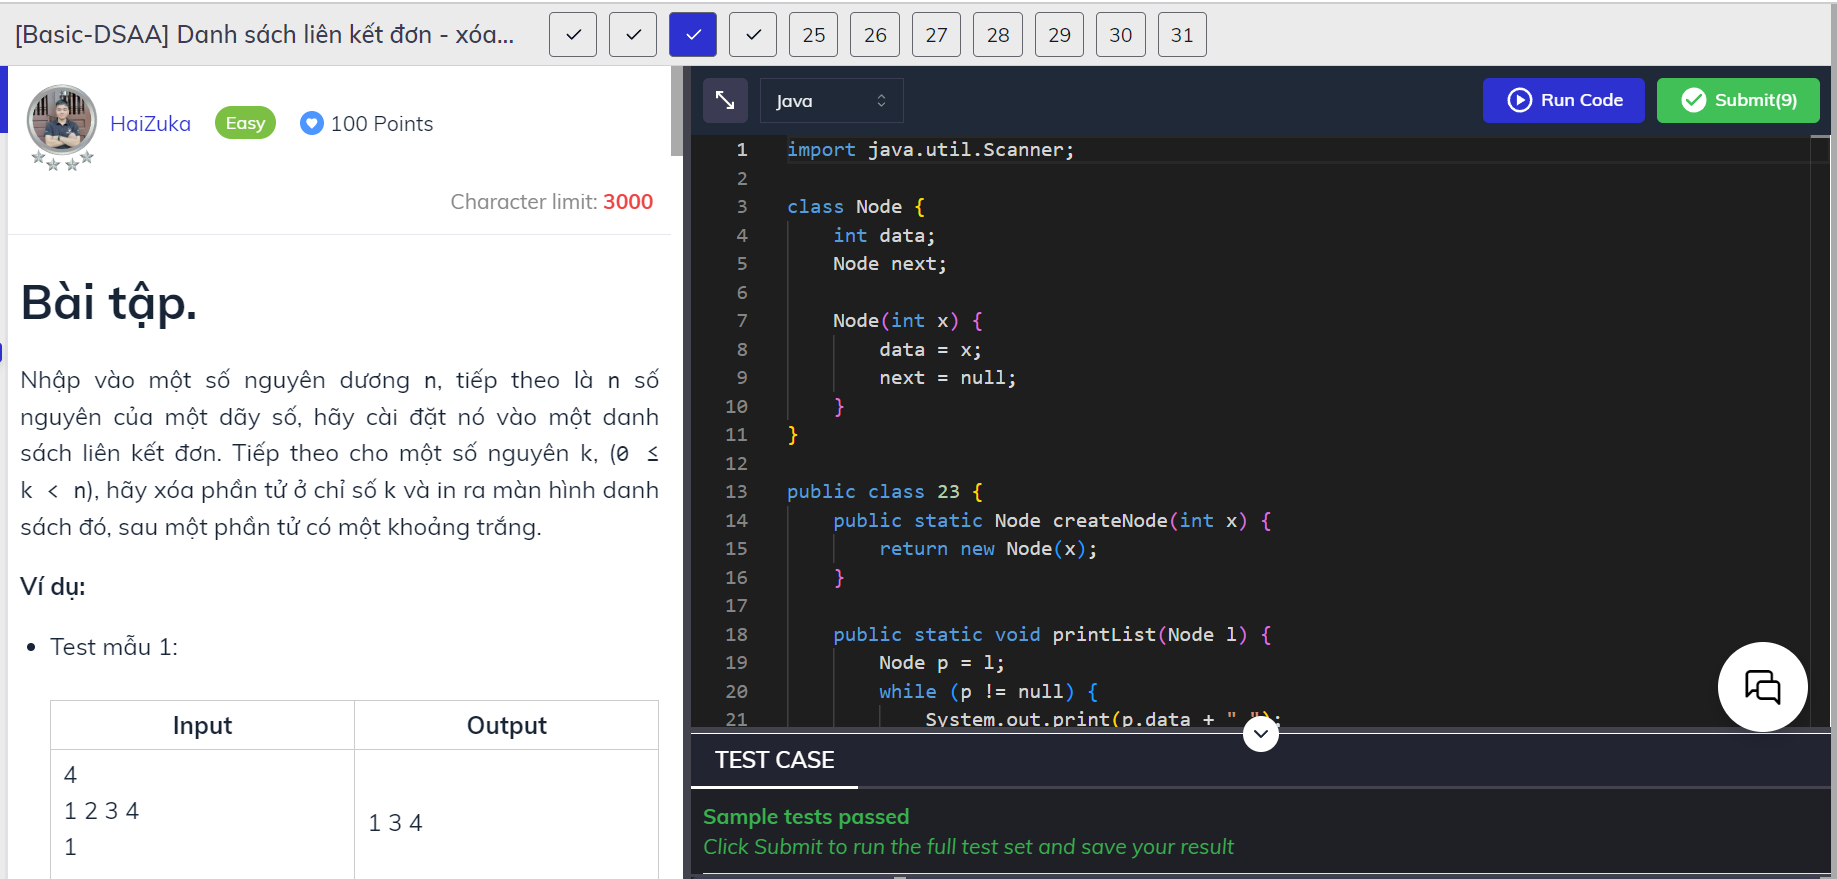 [Basic-DSAA] Danh sách liên kết đơn - xóa...
25 26 27 28 29 30 31
HaiZuka Easy 100 Points
Character limit: 3000
Bài tập.
Nhập vào một số nguyên dương n, tiếp theo là n số
nguyên của một dãy số, hãy cài đặt nó vào một danh
sách liên kết đơn. Tiếp theo cho một số nguyên k, (0 ≤
k < n), hãy xóa phần tử ở chỉ số k và in ra màn hình danh
sách đó, sau một phần tử có một khoảng trắng.
Ví dụ:
• Test mẫu 1:
Input Output
4
1 2 3 4
1
1 3 4
Java Run Code Submit(9)
1 import java.util.Scanner;
2
3 class Node {
4 int data;
5 Node next;
6
7 Node(int x) {
8 data = x;
9 next = null;
10 }
11 }
12
13 public class 23 {
14 public static Node createNode(int x) {
15 return new Node(x);
16 }
17
18 public static void printList(Node l) {
19 Node p = l;
20 while (p != null) {
21 System.out.print(p.data + " ");
TEST CASE
Sample tests passed
Click Submit to run the full test set and save your result